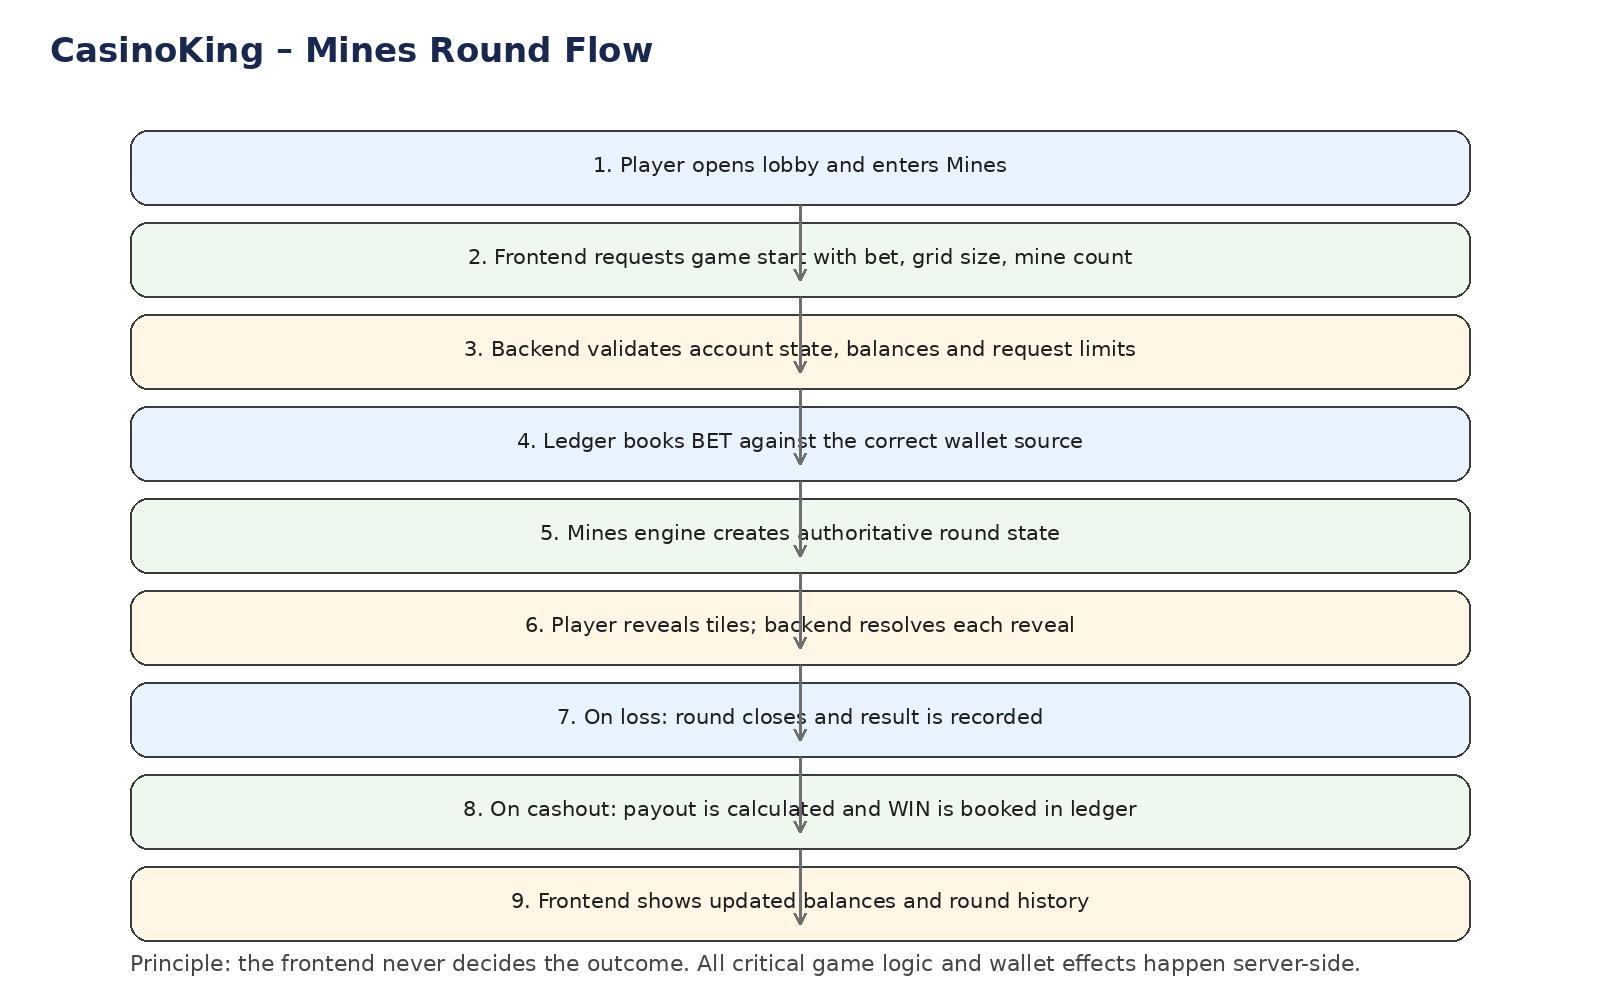 CasinoKing – Mines Round Flow
1. Player opens lobby and enters Mines
2. Frontend requests game start with bet, grid size, mine count
3. Backend validates account state, balances and request limits
4. Ledger books BET against the correct wallet source
5. Mines engine creates authoritative round state
6. Player reveals tiles; backend resolves each reveal
7. On loss: round closes and result is recorded
8. On cashout: payout is calculated and WIN is booked in ledger
9. Frontend shows updated balances and round history
Principle: the frontend never decides the outcome. All critical game logic and wallet effects happen server-side.